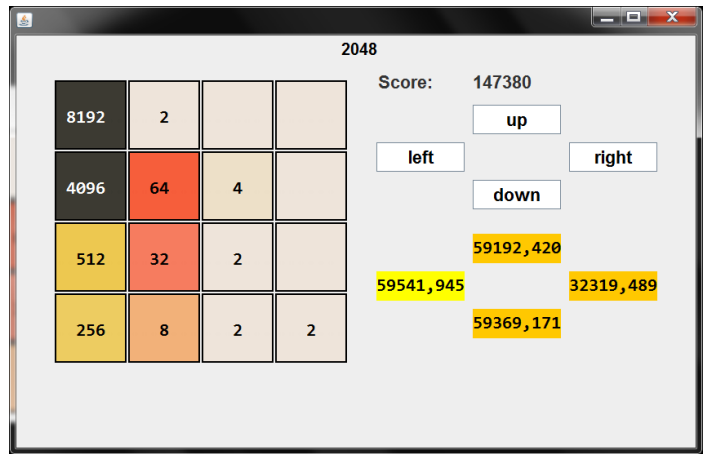 2048
Score: 147380
8192 2
up
left right
4096 64 4
down
512 32 2
59192,420
59541,945 32319,489
256 8 2 2
59369,171